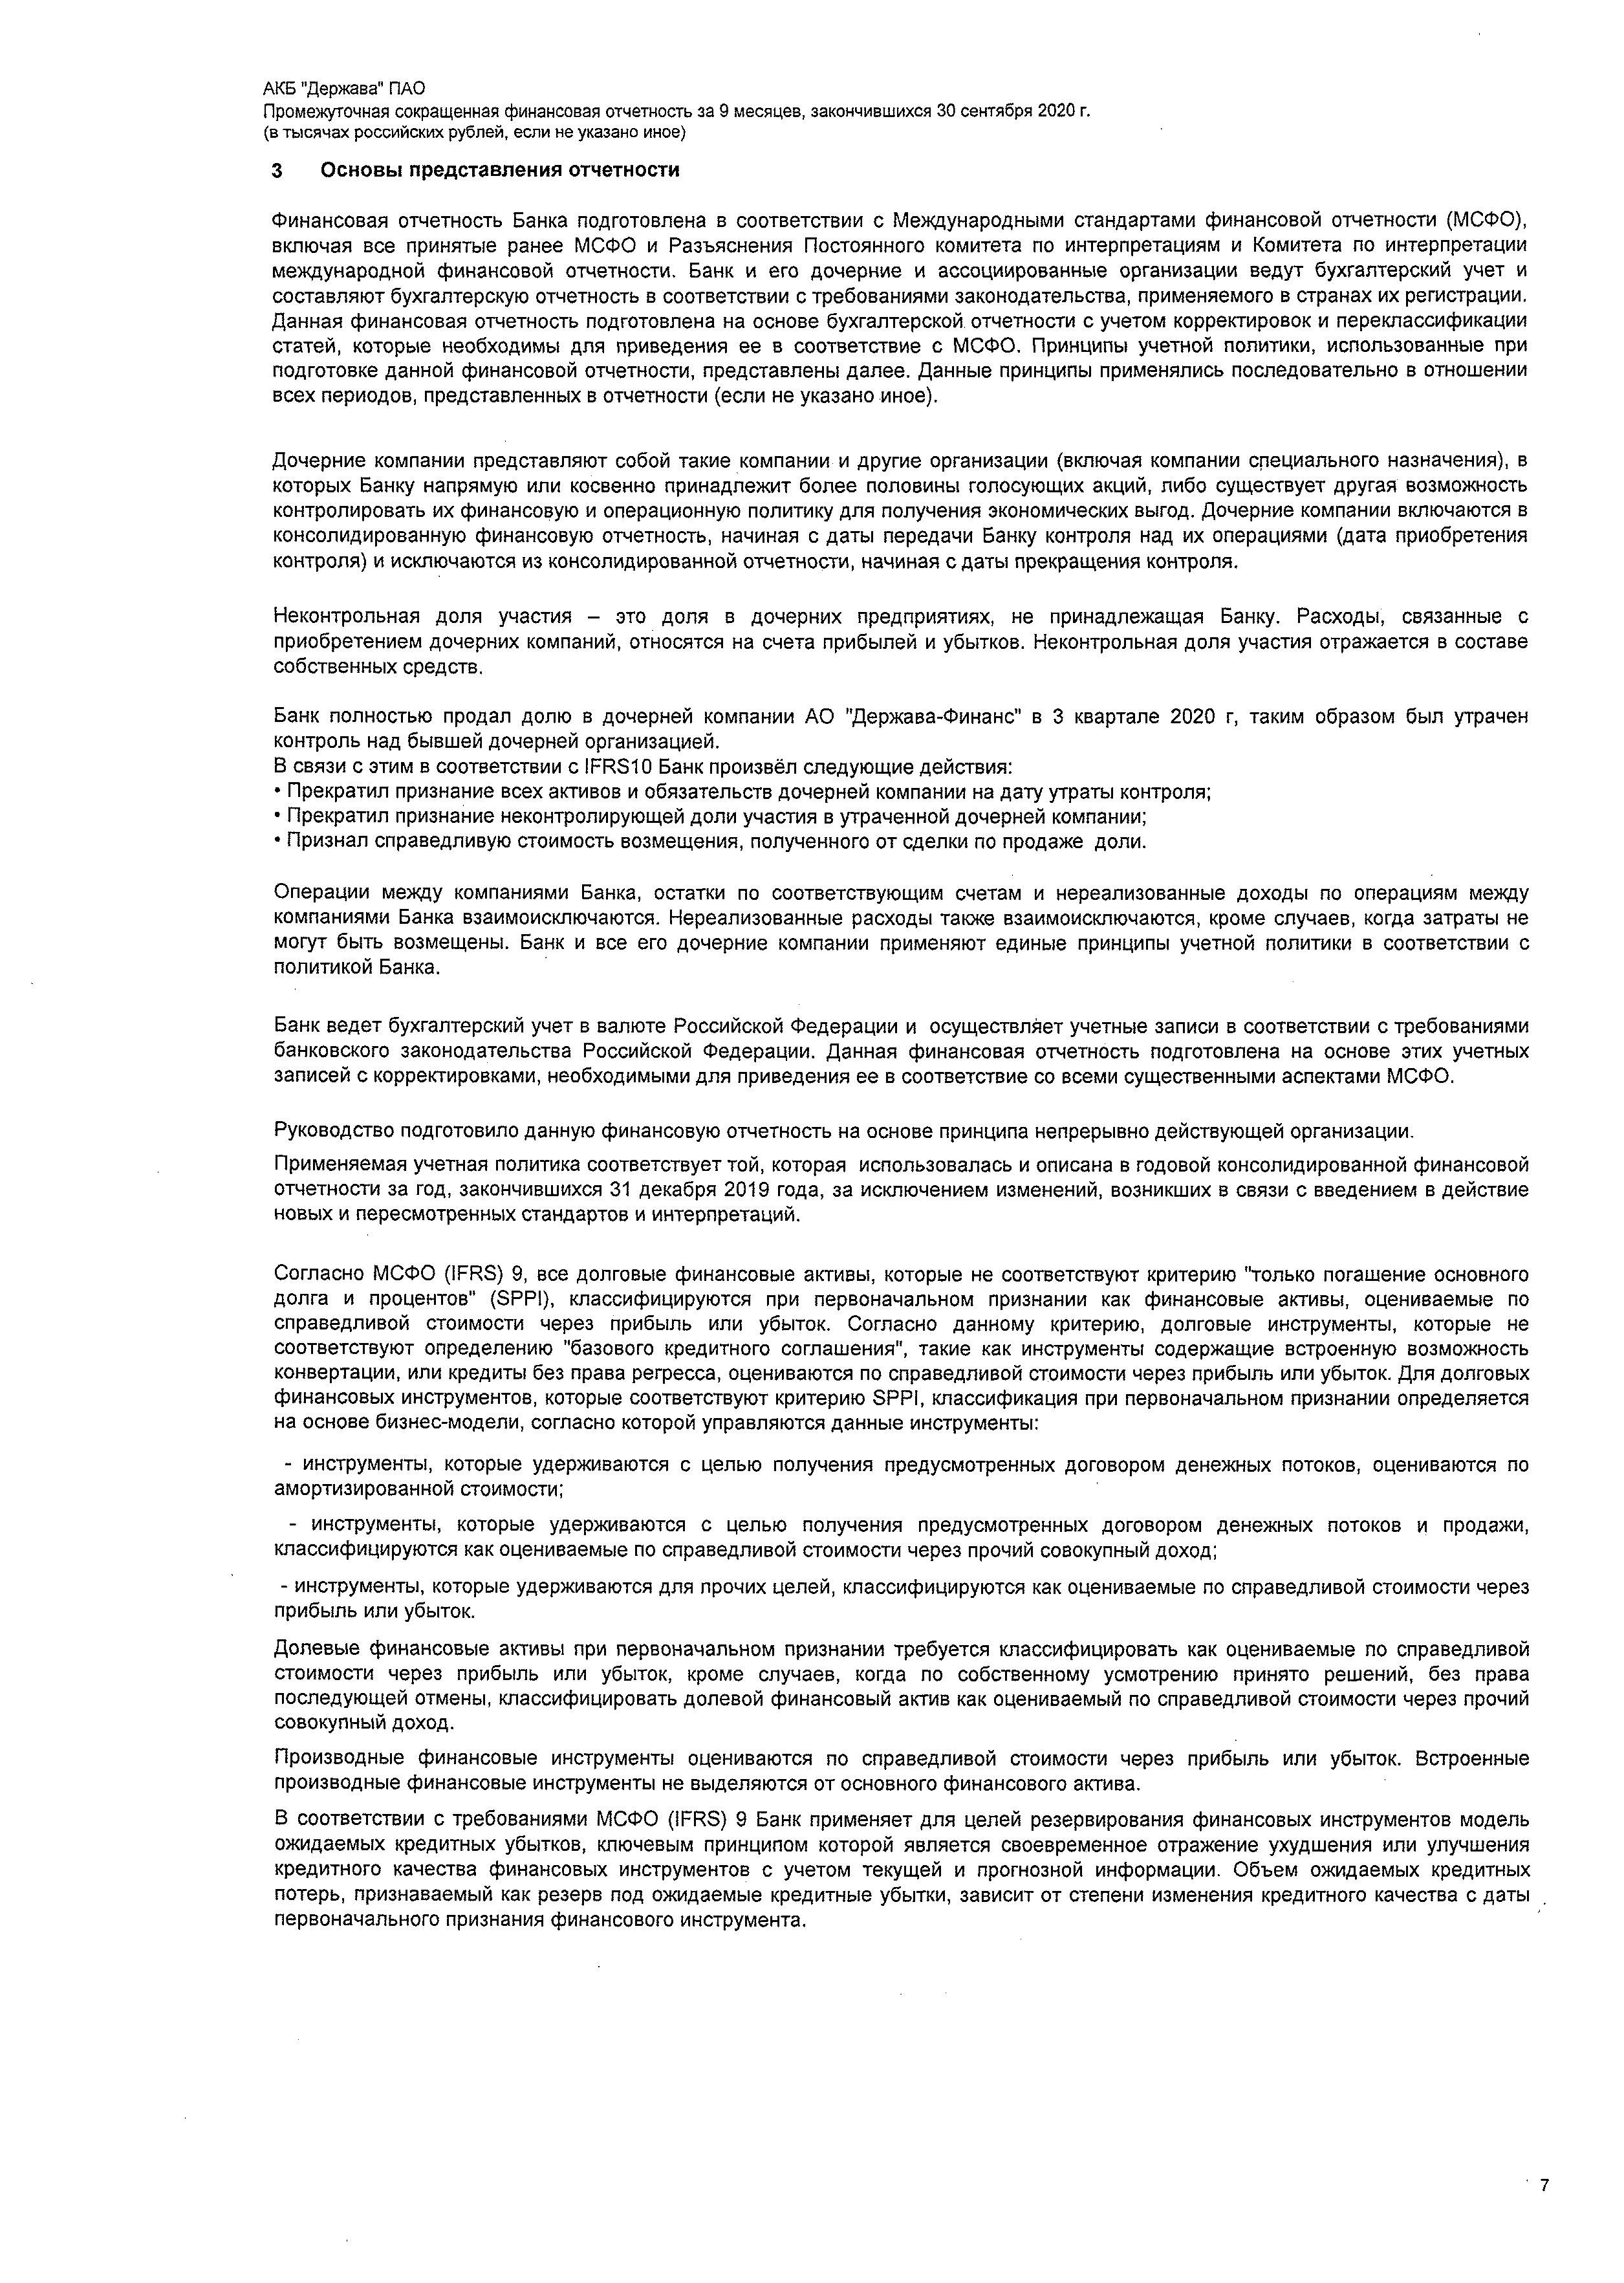 АКБ "Держава" ПАО
Промежуточная сокращенная финансовая отчетность за 9 месяцев, закончившихся 30 сентября 2020 г.
(в тысячах российских рублей, если не указано иное)
3 Основы представления отчетности
Финансовая отчетность Банка подготовлена в соответствии с Международными стандартами финансовой отчетности (МСФО),
включая все принятые ранее МСФО и Разъяснения Постоянного комитета по интерпретациям и Комитета по интерпретации
международной финансовой отчетности. Банк и его дочерние и ассоциированные организации ведут бухгалтерский учет и
составляют бухгалтерскую отчетность в соответствии с требованиями законодательства, применяемого в странах их регистрации.
Данная финансовая отчетность подготовлена на основе бухгалтерской отчетности с учетом корректировок и переклассификации
статей, которые необходимы для приведения ее в соответствие с МСФО. Принципы учетной политики, использованные при
подготовке данной финансовой отчетности, представлены далее. Данные принципы применялись последовательно в отношении
всех периодов, представленных в отчетности (если не указано иное).
Дочерние компании представляют собой такие компании и другие организации (включая компании специального назначения), в
которых Банку напрямую или косвенно принадлежит более половины голосующих акций, либо существует другая возможность
контролировать их финансовую и операционную политику для получения экономических выгод. Дочерние компании включаются в
консолидированную финансовую отчетность, начиная с даты передачи Банку контроля над их операциями (дата приобретения
контроля) и исключаются из консолидированной отчетности, начиная с даты прекращения контроля.
Неконтрольная доля участия – это доля в дочерних предприятиях, не принадлежащая Банку. Расходы, связанные с
приобретением дочерних компаний, относятся на счета прибылей и убытков. Неконтрольная доля участия отражается в составе
собственных средств.
Банк полностью продал долю в дочерней компании АО "Держава-Финанс" в 3 квартале 2020 г, таким образом был утрачен
контроль над бывшей дочерней организацией.
В связи с этим в соответствии с IFRS10 Банк произвёл следующие действия:
• Прекратил признание всех активов и обязательств дочерней компании на дату утраты контроля;
• Прекратил признание неконтролирующей доли участия в утраченной дочерней компании;
• Признал справедливую стоимость возмещения, полученного от сделки по продаже доли.
Операции между компаниями Банка, остатки по соответствующим счетам и нереализованные доходы по операциям между
компаниями Банка взаимоисключаются. Нереализованные расходы также взаимоисключаются, кроме случаев, когда затраты не
могут быть возмещены. Банк и все его дочерние компании применяют единые принципы учетной политики в соответствии с
политикой Банка.
Банк ведет бухгалтерский учет в валюте Российской Федерации и осуществляет учетные записи в соответствии с требованиями
банковского законодательства Российской Федерации. Данная финансовая отчетность подготовлена на основе этих учетных
записей с корректировками, необходимыми для приведения ее в соответствие со всеми существенными аспектами МСФО.
Руководство подготовило данную финансовую отчетность на основе принципа непрерывно действующей организации.
Применяемая учетная политика соответствует той, которая использовалась и описана в годовой консолидированной финансовой
отчетности за год, закончившихся 31 декабря 2019 года, за исключением изменений, возникших в связи с введением в действие
новых и пересмотренных стандартов и интерпретаций.
Согласно МСФО (IFRS) 9, все долговые финансовые активы, которые не соответствуют критерию "только погашение основного
долга и процентов" (SPPI), классифицируются при первоначальном признании как финансовые активы, оцениваемые по
справедливой стоимости через прибыль или убыток. Согласно данному критерию, долговые инструменты, которые не
соответствуют определению "базового кредитного соглашения", такие как инструменты содержащие встроенную возможность
конвертации, или кредиты без права регресса, оцениваются по справедливой стоимости через прибыль или убыток. Для долговых
финансовых инструментов, которые соответствуют критерию SPPI, классификация при первоначальном признании определяется
на основе бизнес-модели, согласно которой управляются данные инструменты:
- инструменты, которые удерживаются с целью получения предусмотренных договором денежных потоков, оцениваются по
амортизированной стоимости;
- инструменты, которые удерживаются с целью получения предусмотренных договором денежных потоков и продажи,
классифицируются как оцениваемые по справедливой стоимости через прочий совокупный доход;
- инструменты, которые удерживаются для прочих целей, классифицируются как оцениваемые по справедливой стоимости через
прибыль или убыток.
Долевые финансовые активы при первоначальном признании требуется классифицировать как оцениваемые по справедливой
стоимости через прибыль или убыток, кроме случаев, когда по собственному усмотрению принято решений, без права
последующей отмены, классифицировать долевой финансовый актив как оцениваемый по справедливой стоимости через прочий
совокупный доход.
Производные финансовые инструменты оцениваются по справедливой стоимости через прибыль или убыток. Встроенные
производные финансовые инструменты не выделяются от основного финансового актива.
В соответствии с требованиями МСФО (IFRS) 9 Банк применяет для целей резервирования финансовых инструментов модель
ожидаемых кредитных убытков, ключевым принципом которой является своевременное отражение ухудшения или улучшения
кредитного качества финансовых инструментов с учетом текущей и прогнозной информации. Объем ожидаемых кредитных
потерь, признаваемый как резерв под ожидаемые кредитные убытки, зависит от степени изменения кредитного качества с даты
первоначального признания финансового инструмента.
7